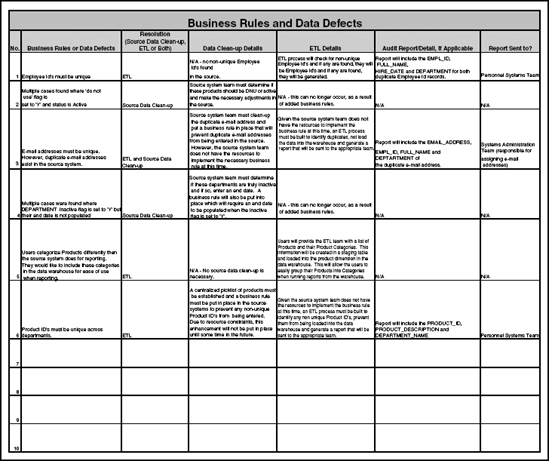 Business Rules and Data Defects
No.
Business Rules or Data Defects
Resolution
(Source Data Clean-up,
ETL or Both)
Data Clean-up Details
ETL Details
Audit Report/Detail, If Applicable
Report Sent to?
1
Employee Id's must be unique
ETL
N/A - no non-unique Employee
Id's found
in the source.
ETL process will check for non-unique
Employee Id's and if any are found, they will
be Employee Id's and if any are found,
they will be generated.
Report will include the EMPL_ID,
FULL_NAME,
HIRE_DATE and DEPARTMENT for both
duplicate Employee Id records.
Personnel Systems Team
2
Multiple cases found where 'do not
use' flag is
set to 'Y' and status is Active
Source Data Clean-up
Source system team must determine if
these products should be DNU or active
and make the necessary adjustments in
the source.
N/A - this can no longer occur, as a result
of added business rules.
N/A
N/A
3
E-mail addresses must be unique.
However, duplicate e-mail addresses
exist in the source system.
ETL and Source Data
Clean-up
Source system team must clean-up
the duplicate e-mail address and
put a business rule in place that will
prevent duplicate e-mail addresses
from being entered in the source.
However, the source system team
does not have the resources to
implement the necessary business
rule at this time.
Given the source system team does not
have the resources to implement the
business rule at this time, an ETL process
must be built to identify duplicates, not load
the data into the warehouse and generate a
report that will be sent to the appropriate team.
Report will include the EMAIL_ADDRESS,
EMPL_ID, FULL_NAME and
DEPTARTMENT of
the duplicate e-mail address.
Systems Administration
Team (responsible for
assigning e-mail
addresses)
4
Multiple cases were found where
DEPARTMENT inactive flag is set to 'Y' but
their end date is not populated
Source Data Clean-up
Source system team must determine
if these departments are truly inactive
and if so, enter an end date. A
business rule will also be put into
place which will require an end date
to be populated when the inactive
flag is set to 'Y'.
N/A - this can no longer occur, as a result of
added business rules.
N/A
N/A
5
Users categorize Products differently than
the source system does for reporting.
They would like to include these categories
in the data warehouse for ease of use
when reporting.
ETL
N/A - No source data clean-up is
necessary.
Users will provide the ETL team with a list of
Products and their Product Categories. This
information will be created in a staging table
and loaded into the product dimension in the
data warehouse. This will allow the users to
easily group their Products into Categories
when running reports from the warehouse.
N/A
N/A
6
Product ID's must be unique across
departments.
ETL
A centralized picklist of products must
be established and a business rule
must be put in place in the source
systems to prevent any non-unique
Product ID's from being entered.
Due to resource constraints, this
enhancement will not be put in place
until some time in the future.
Given the source system team does not have
the resources to implement the business rule
at this time, an ETL process must be built to
identify any non unique Product ID's, prevent
them from being loaded into the data
warehouse and generate a report that will be
sent to the appropriate team.
Report will include the PRODUCT_ID,
PRODUCT_DESCRIPTION and
DEPARTMENT_NAME
Personnel Systems Team
7
8
9
10